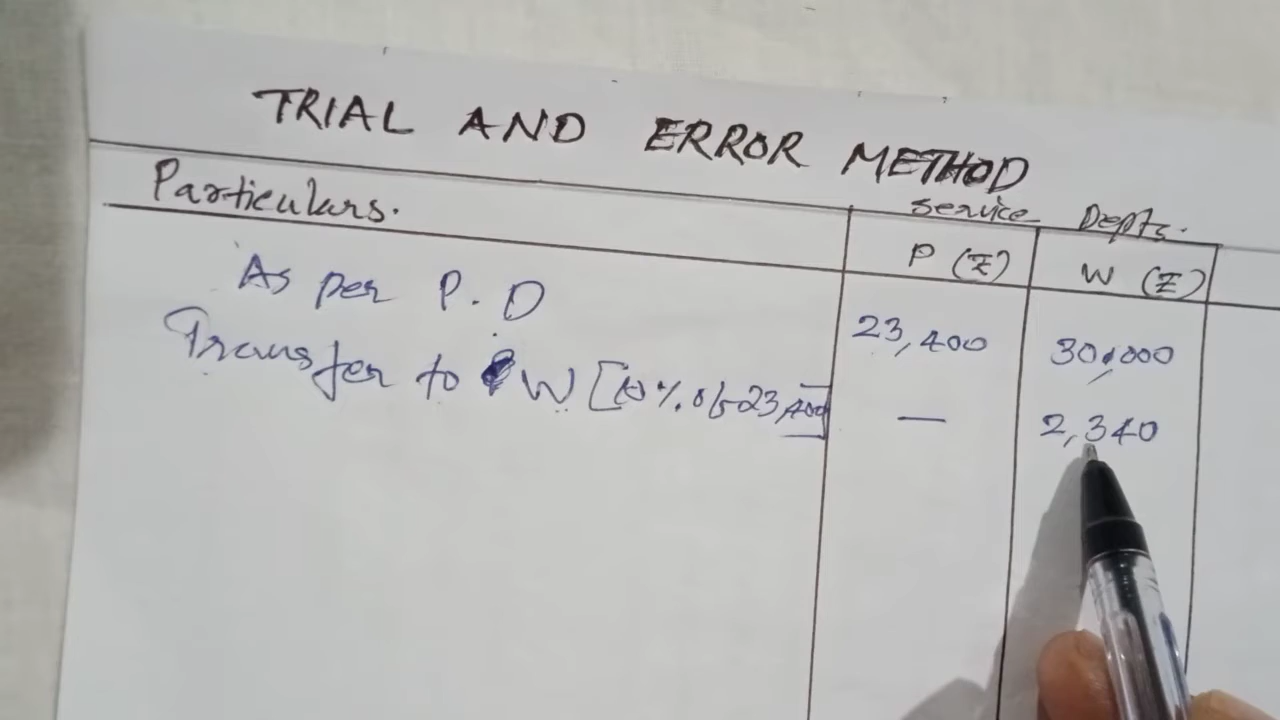 TRIAL AND ERROR METHOD
Particulars. Service Depts.
P (₹) W (₹)
As per P.D 23,400 30,000
Transfer to W [10%.of 23,400 — 2,340